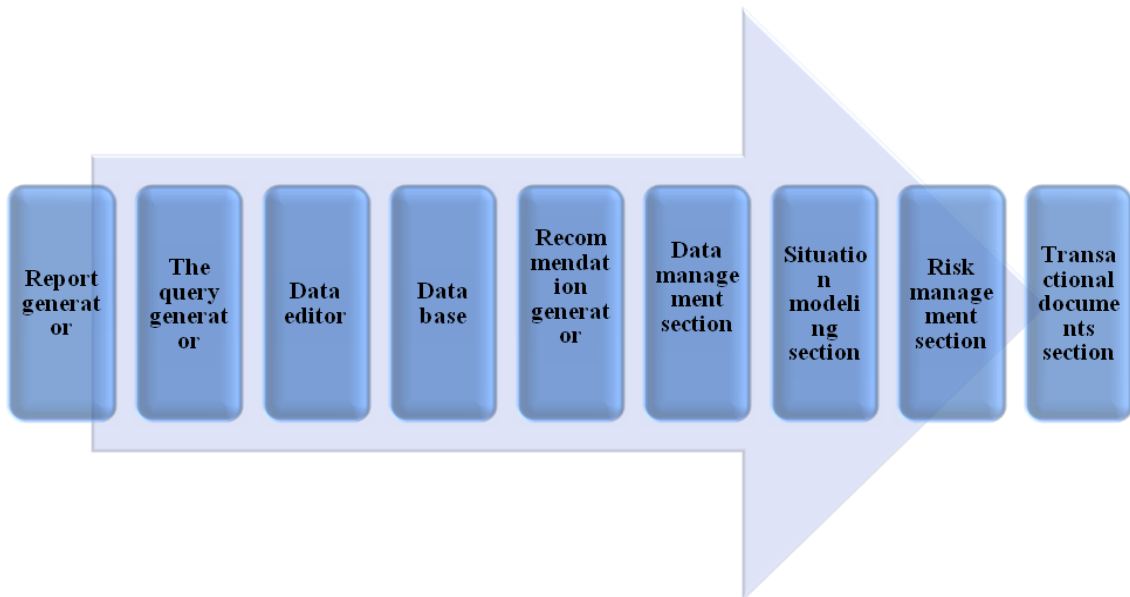 Report
generat
or
The
query
generat
or
Data
editor
Data
base
Recom
mendat
ion
generat
or
Data
manage
ment
section
Situatio
n
modeli
ng
section
Risk
manage
ment
section
Transa
ctional
docume
nts
section